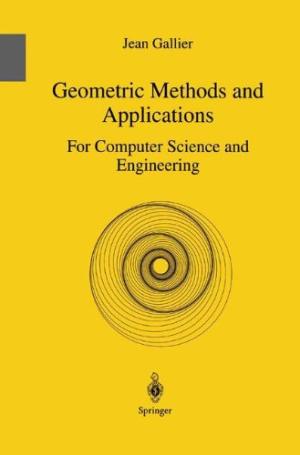 Jean Gallier
Geometric Methods and
Applications
For Computer Science and
Engineering
Springer